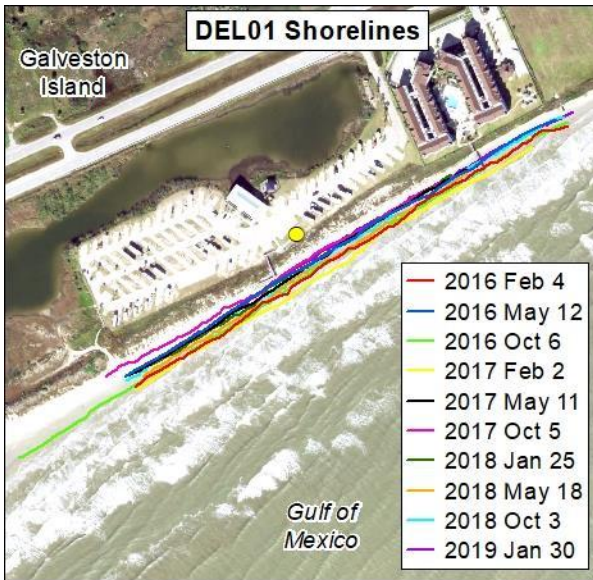 DEL01 Shorelines
Galveston
Island
2016 Feb 4
2016 May 12
2016 Oct 6
2017 Feb 2
2017 May 11
2017 Oct 5
2018 Jan 25
2018 May 18
2018 Oct 3
2019 Jan 30
Gulf of
Mexico